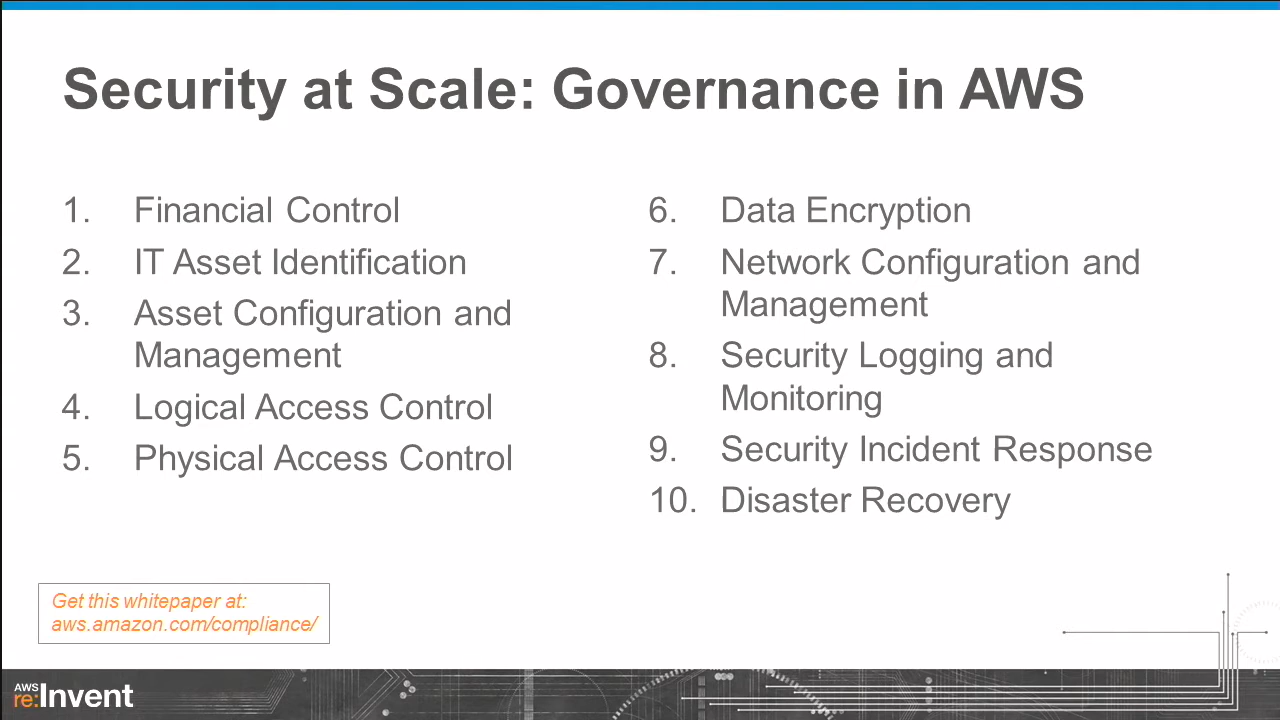 Security at Scale: Governance in AWS
1. Financial Control
2. IT Asset Identification
3. Asset Configuration and
Management
4. Logical Access Control
5. Physical Access Control
6. Data Encryption
7. Network Configuration and
Management
8. Security Logging and
Monitoring
9. Security Incident Response
10. Disaster Recovery
Get this whitepaper at:
aws.amazon.com/compliance/
AWS
re:Invent